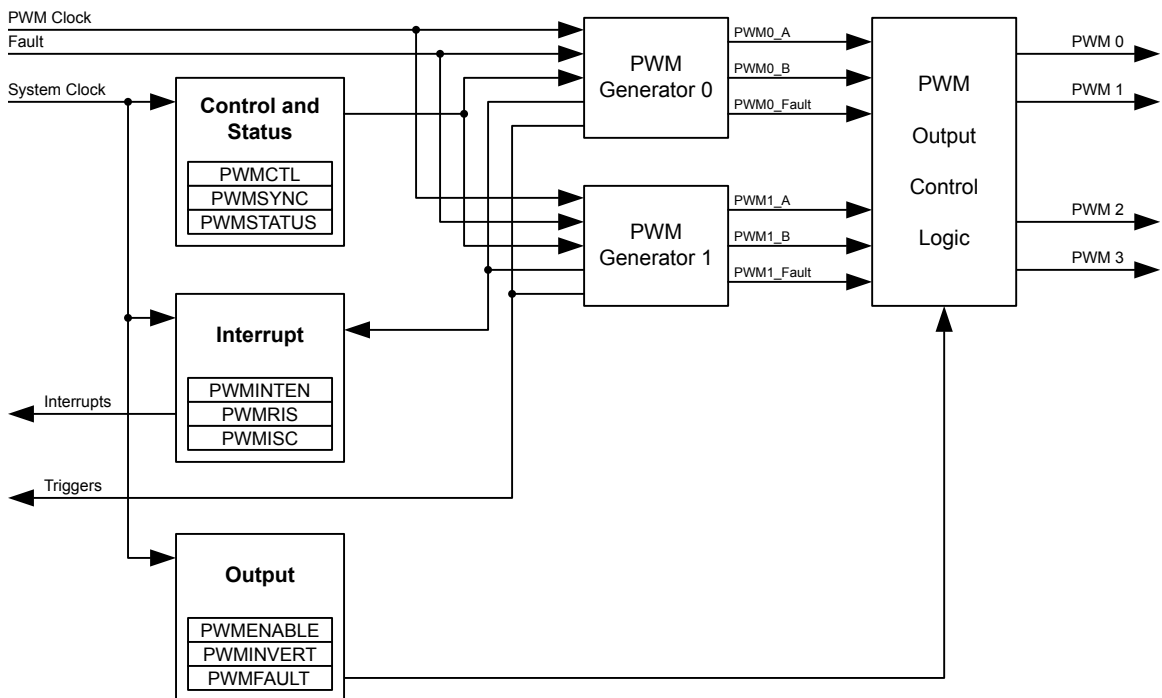 PWM Clock
Fault
System Clock
Control and
Status
PWMCTL
PWMSYNC
PWMSTATUS
Interrupt
PWMINTEN
PWMRIS
PWMISC
Interrupts
Triggers
Output
PWMENABLE
PWMINVERT
PWMFAULT
PWM
Generator 0
PWM0_A
PWM0_B
PWM0_Fault
PWM
Generator 1
PWM1_A
PWM1_B
PWM1_Fault
PWM
Output
Control
Logic
PWM 0
PWM 1
PWM 2
PWM 3